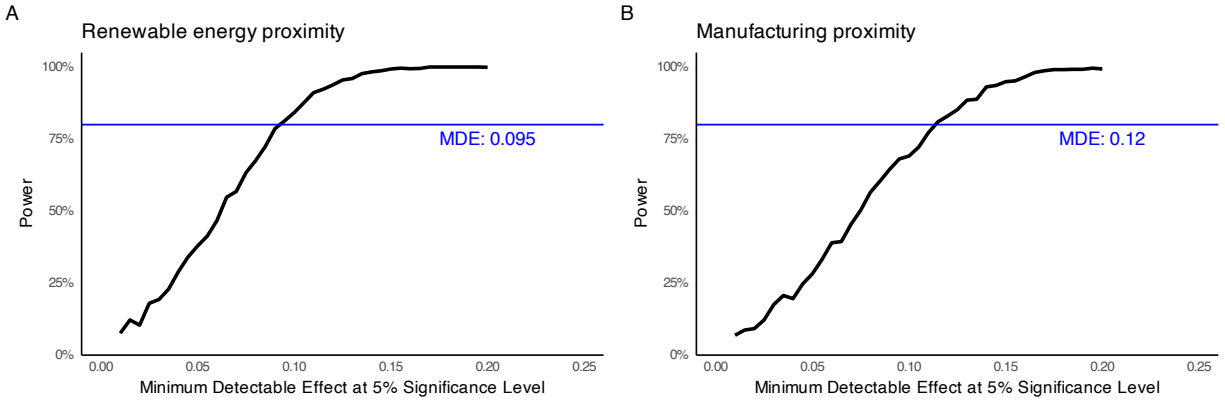 A
Renewable energy proximity
100%
75%
50%
25%
0%
Power
MDE: 0.095
0.00 0.05 0.10 0.15 0.20 0.25
Minimum Detectable Effect at 5% Significance Level
B
Manufacturing proximity
100%
75%
50%
25%
0%
Power
MDE: 0.12
0.00 0.05 0.10 0.15 0.20 0.25
Minimum Detectable Effect at 5% Significance Level